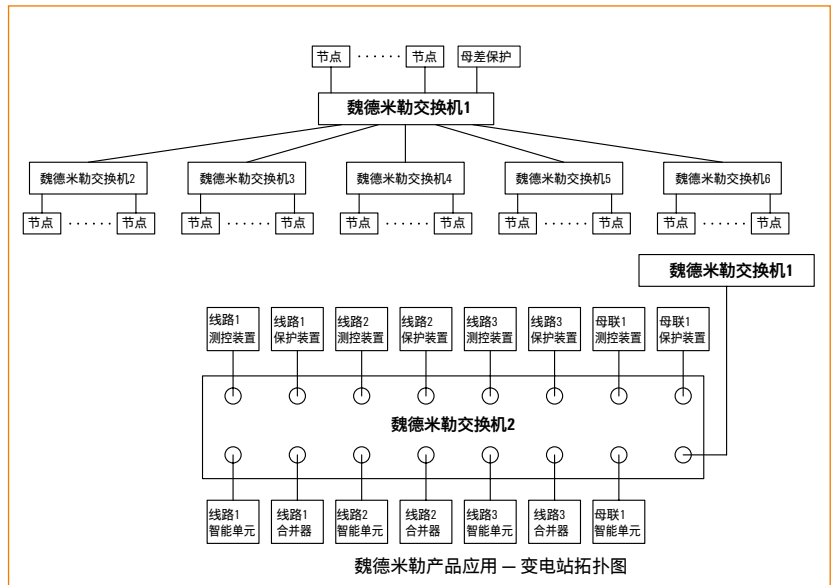 节点 ······ 节点 母差保护
魏德米勒交换机1
魏德米勒交换机2 魏德米勒交换机3 魏德米勒交换机4 魏德米勒交换机5 魏德米勒交换机6
节点 ······ 节点 节点 ······ 节点 节点 ······ 节点 节点 ······ 节点 节点 ······ 节点
魏德米勒交换机1
线路1 线路1 线路2 线路2 线路3 线路3 母联1 母联1
测控装置 保护装置 测控装置 保护装置 测控装置 保护装置 测控装置 保护装置
魏德米勒交换机2
线路1 线路1 线路2 线路2 线路3 线路3 母联1
智能单元 合并器 智能单元 合并器 智能单元 合并器 智能单元
魏德米勒产品应用 — 变电站拓扑图